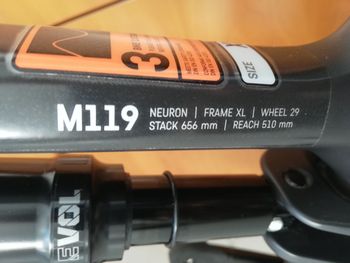 3
SIZE
M119 NEURON | FRAME XL | WHEEL 29
STACK 656 mm | REACH 510 mm
EVOL